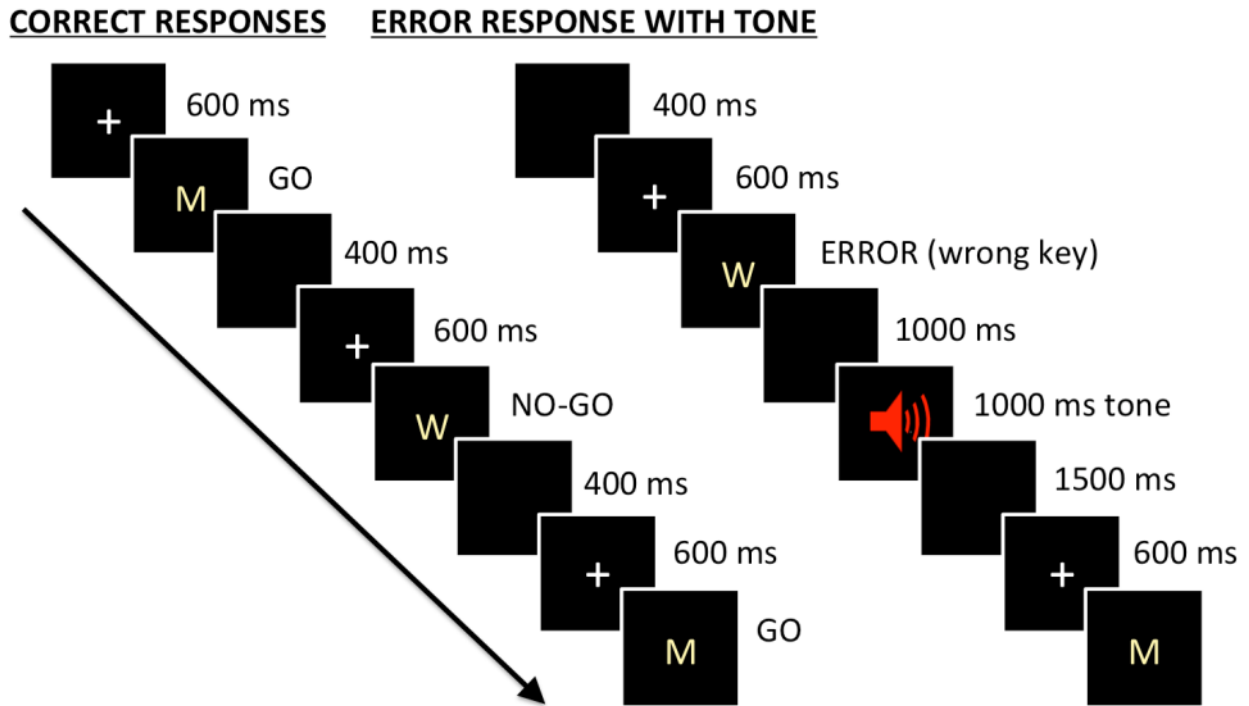 CORRECT RESPONSES
600 ms
M
GO
400 ms
600 ms
W
NO-GO
400 ms
600 ms
M
GO
ERROR RESPONSE WITH TONE
400 ms
600 ms
W
ERROR (wrong key)
1000 ms
1000 ms tone
1500 ms
600 ms
M